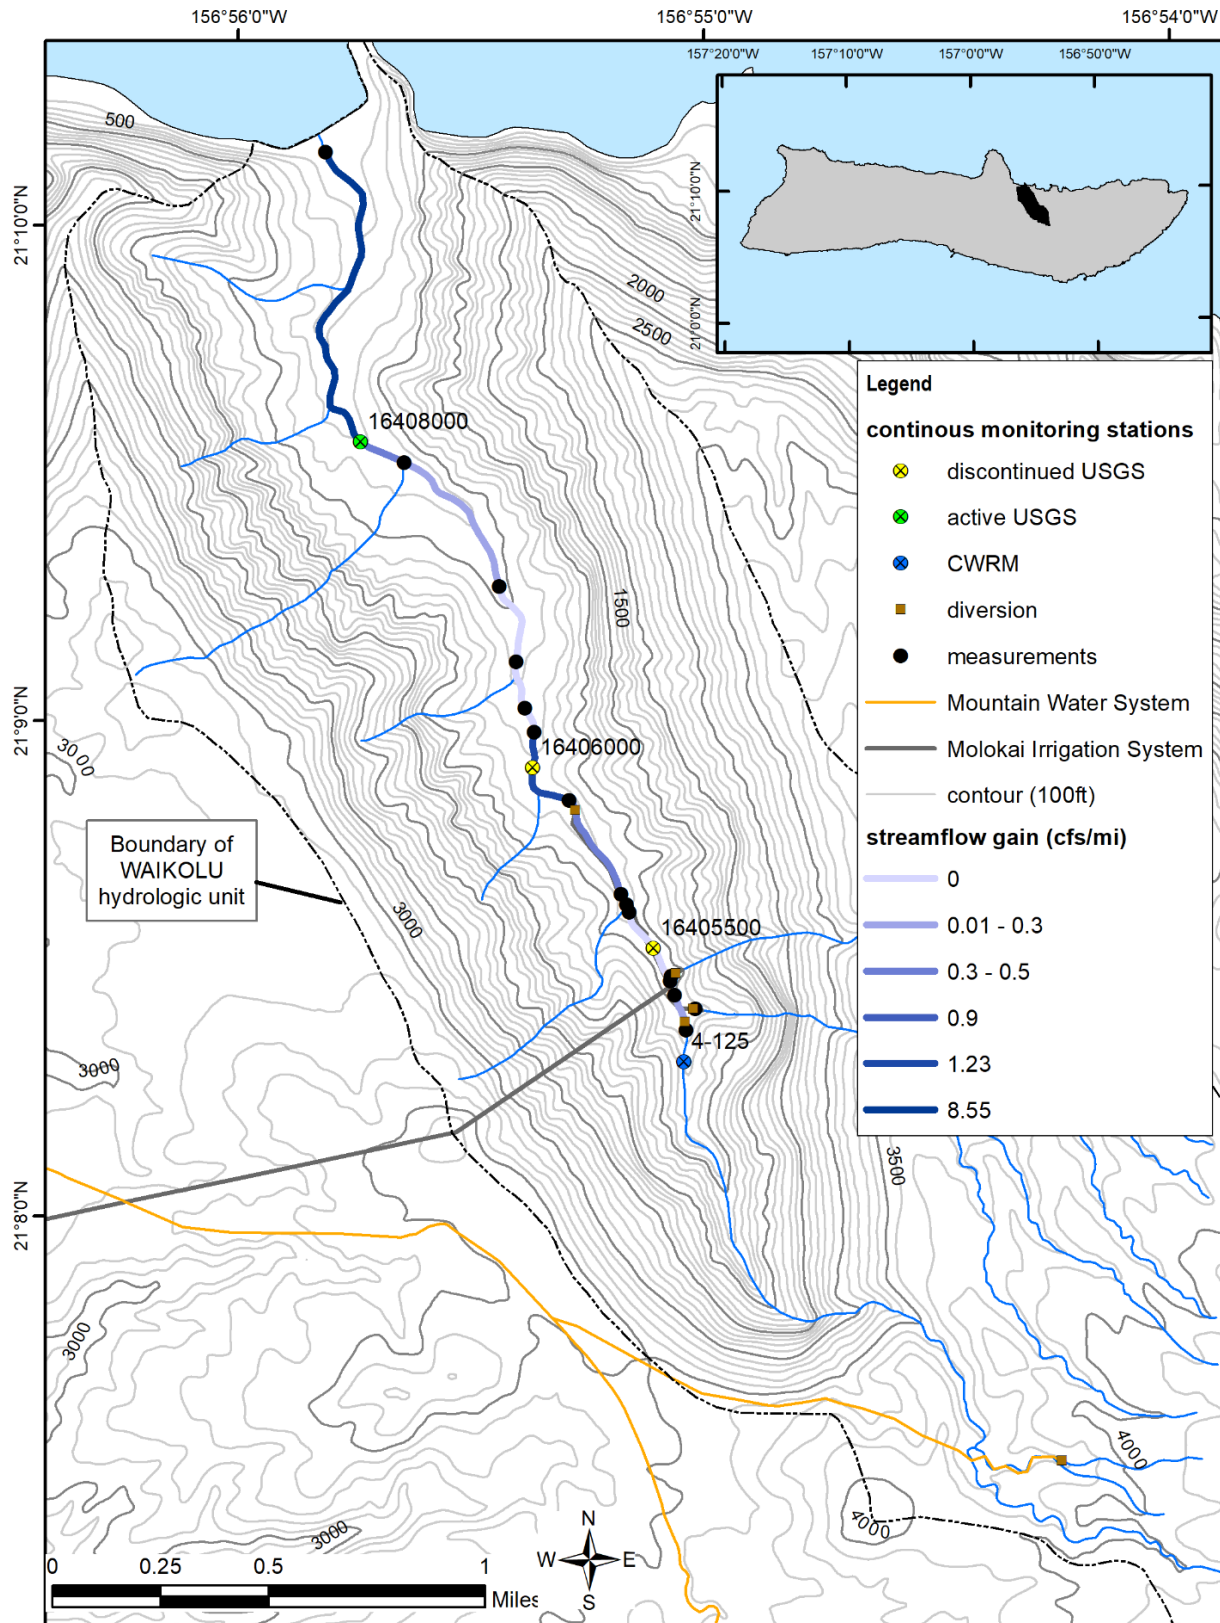 156°56'0"W
156°55'0"W
156°54'0"W
157°20'0"W
157°10'0"W
157°0'0"W
156°50'0"W
21°10'0"N
21°0'0"N
500
21°10'0"N
2000
2500
Legend
continous monitoring stations
discontinued USGS
active USGS
CWRM
diversion
measurements
Mountain Water System
Molokai Irrigation System
contour (100ft)
streamflow gain (cfs/mi)
0
0.01 - 0.3
0.3 - 0.5
0.9
1.23
8.55
16408000
1500
21°9'0"N
3000
16406000
Boundary of
WAIKOLU
hydrologic unit
3000
16405500
4-125
3000
3500
21°8'0"N
3000
4000
4000
3000
N
W
E
S
0
0.25
0.5
1
Miles